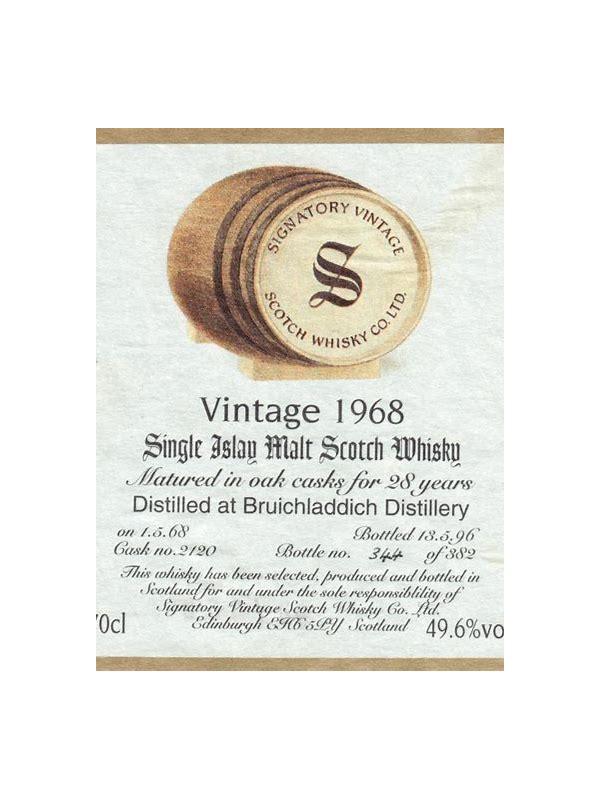 SIGNATORY VINTAGE
S
SCOTCH WHISKY CO. LTD.
Vintage 1968
Single Islay Malt Scotch Whisky
Matured in oak casks for 28 years
Distilled at Bruichladdich Distillery
on 1.5.68 Bottled 13.5.96
Cask no.2120 Bottle no. 344 of 382
This whisky has been selected, produced and bottled in
Scotland for and under the sole responsiblility of
Signatory Vintage Scotch Whisky Co. Ltd.
70cl Edinburgh EH6 5PY Scotland 49.6%vo